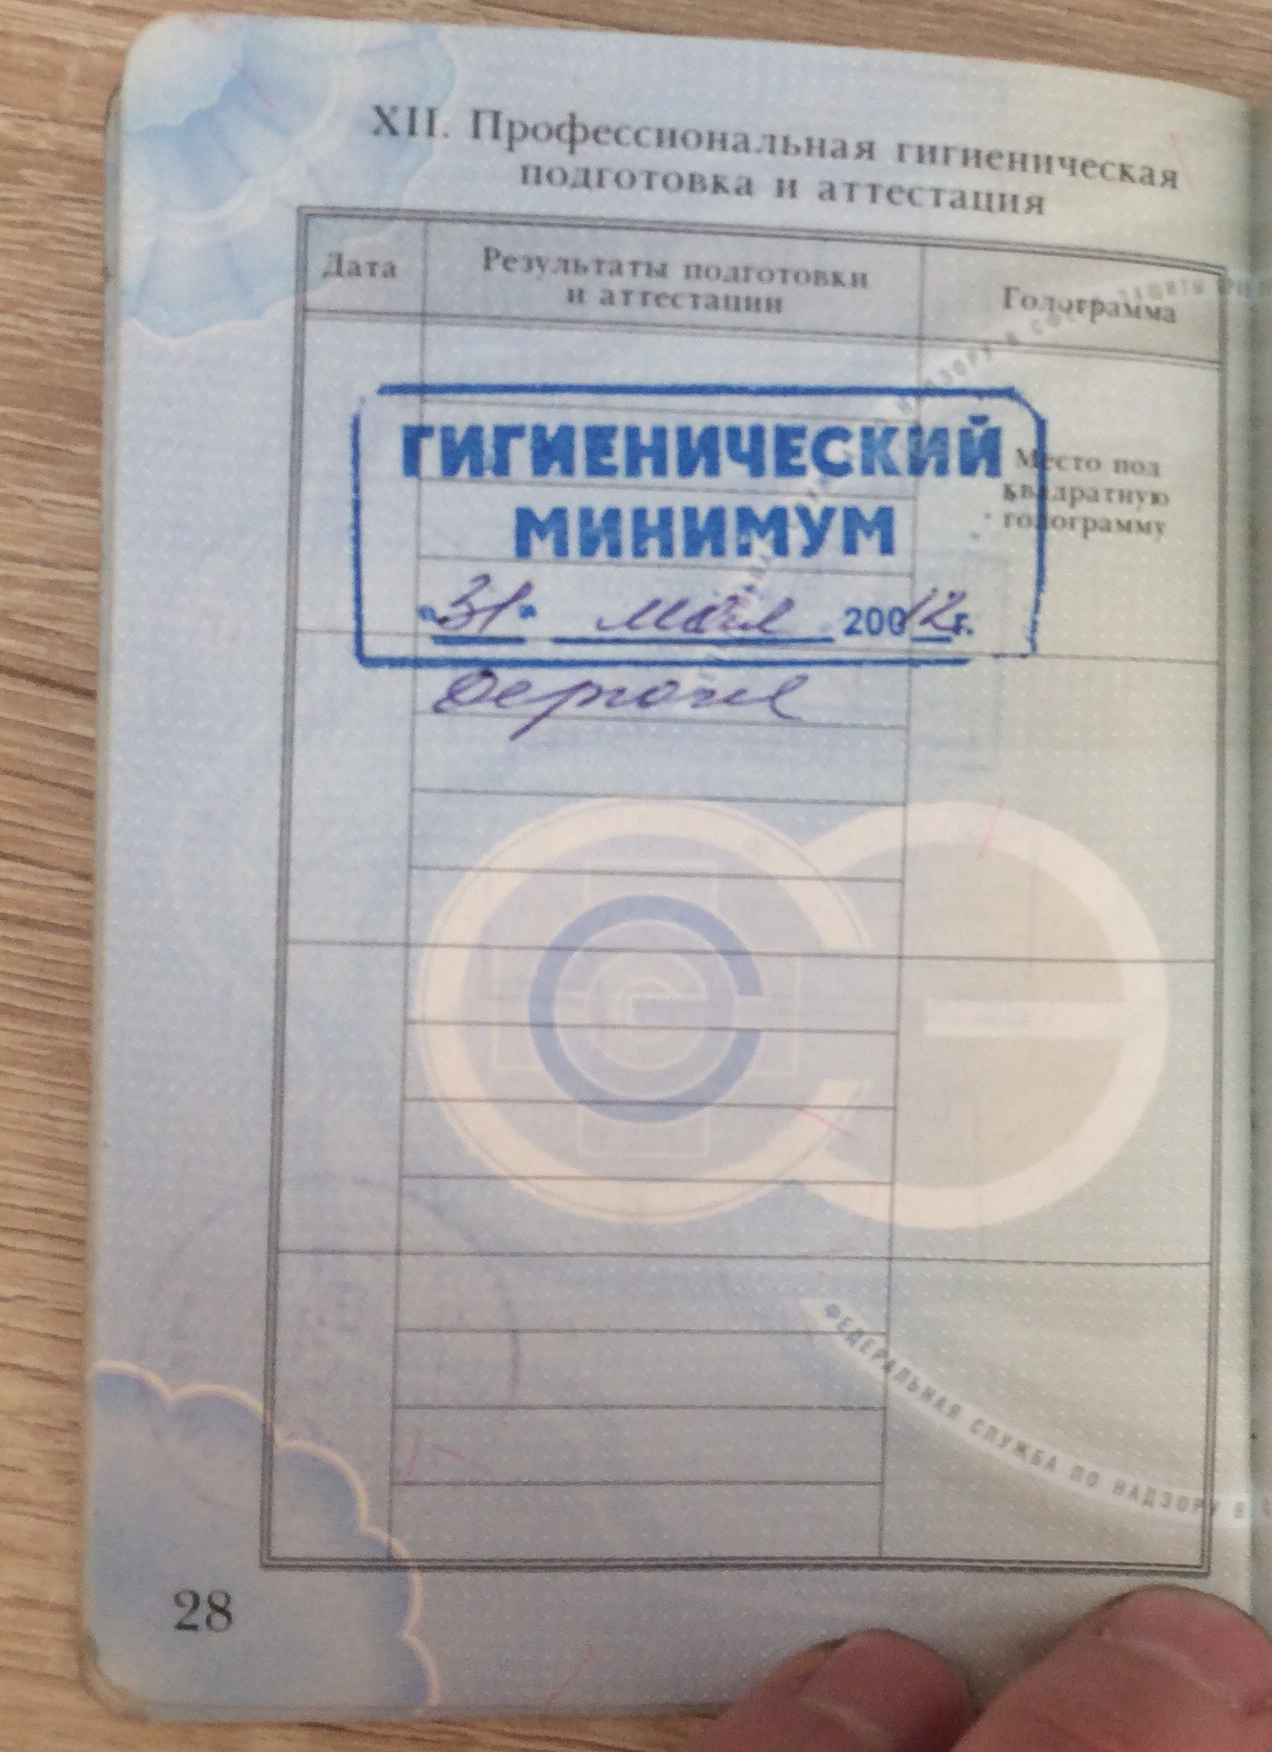 XII. Профессиональная гигиеническая
подготовка и аттестация
Дата
Результаты подготовки
и аттестации
Голограмма
ГИГИЕНИЧЕСКИЙ
МИНИМУМ
Место под
квадратную
голограмму
"31" мая 20012г.
ФЕДЕРАЛЬНАЯ СЛУЖБА ПО НАДЗОРУ В
28